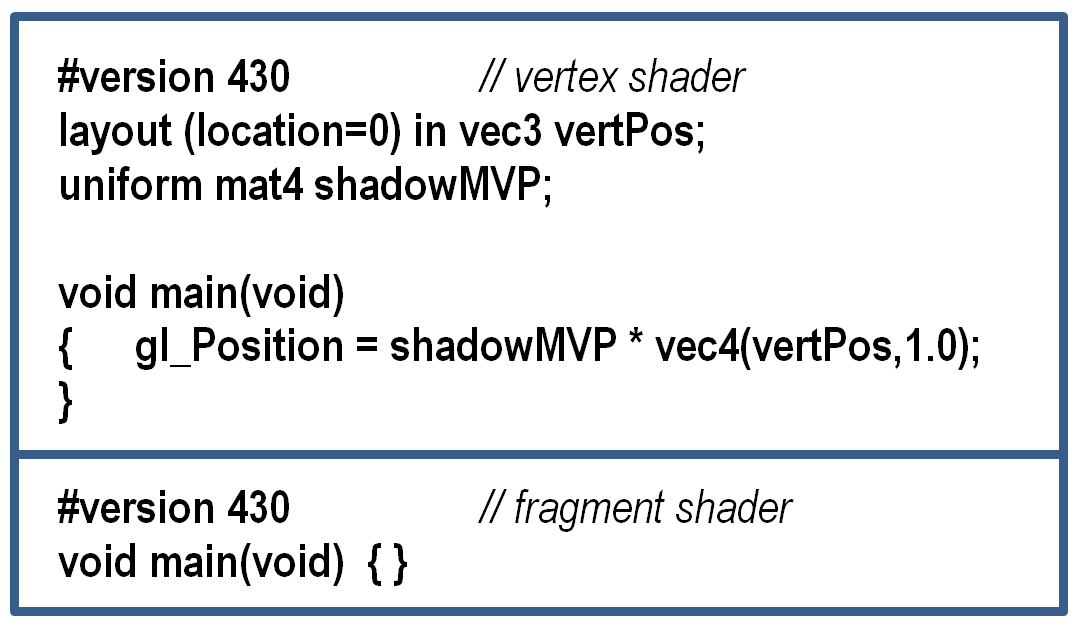 #version 430 // vertex shader
layout (location=0) in vec3 vertPos;
uniform mat4 shadowMVP;
void main(void)
{ gl_Position = shadowMVP * vec4(vertPos,1.0);
}
#version 430 // fragment shader
void main(void) { }